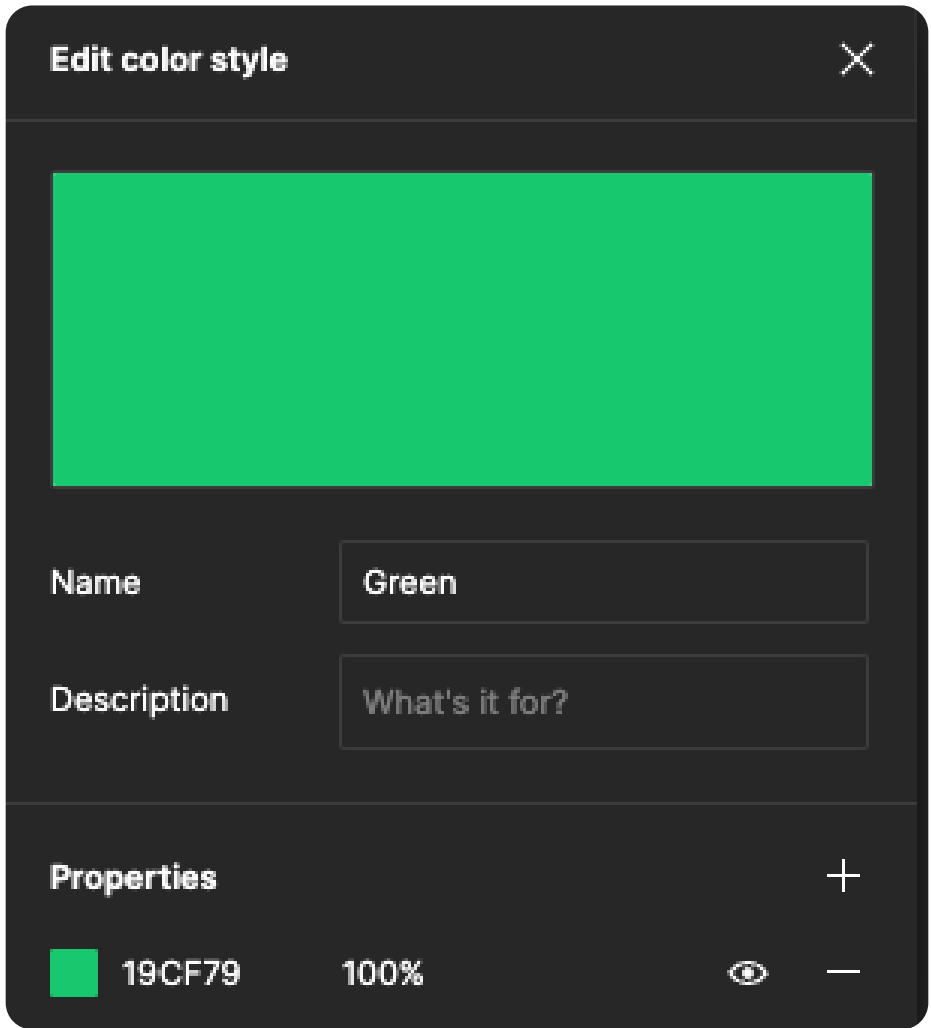 Edit color style
Name Green
Description What's it for?
Properties
19CF79 100%